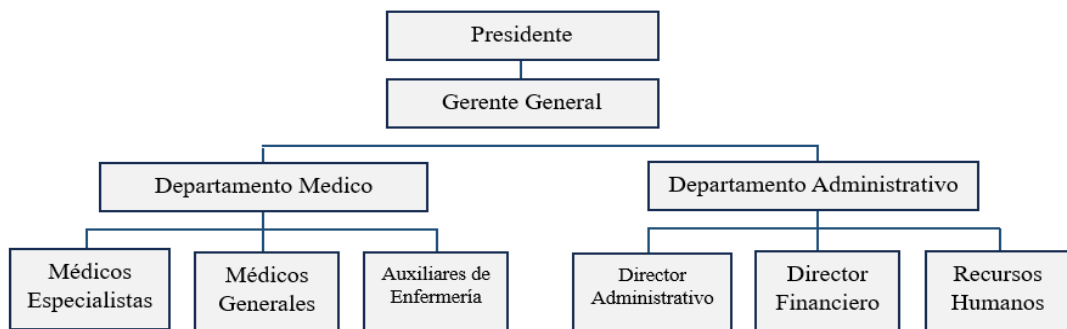 Presidente
Gerente General
Departamento Medico
Departamento Administrativo
Médicos
Especialistas
Médicos
Generales
Auxiliares de
Enfermería
Director
Administrativo
Director
Financiero
Recursos
Humanos